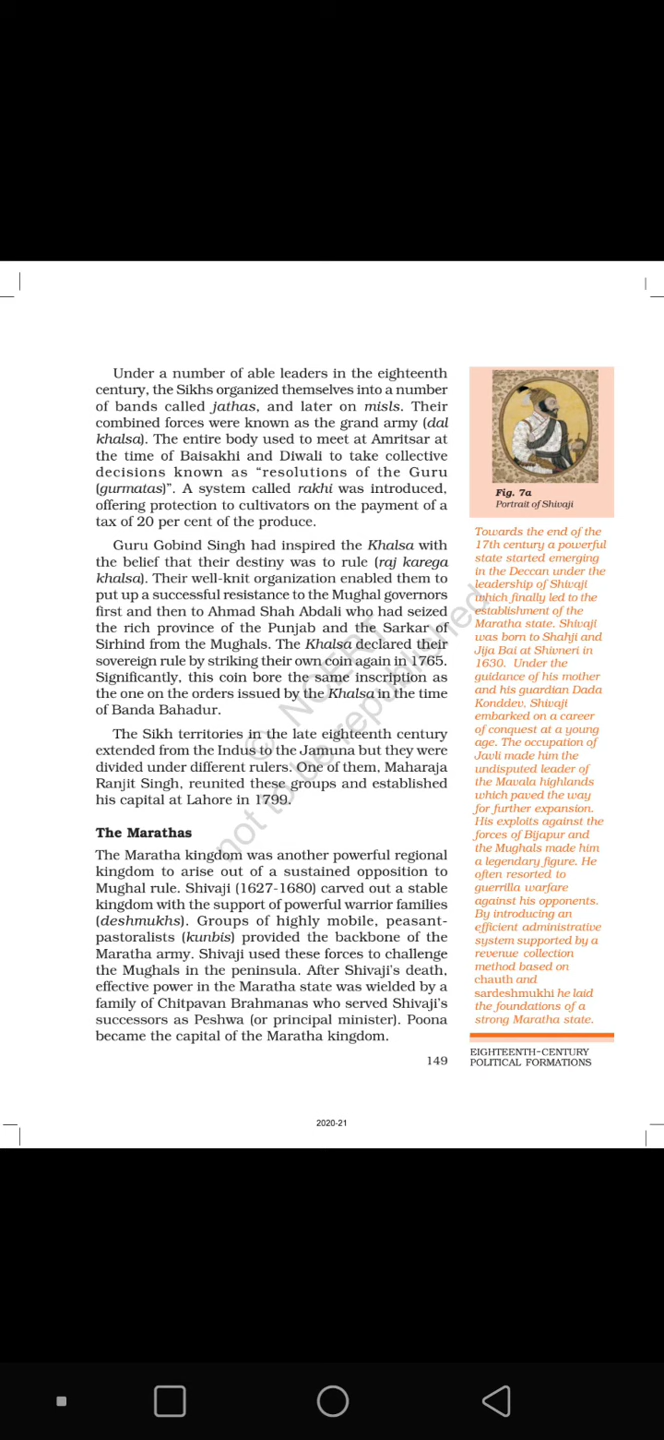 Under a number of able leaders in the eighteenth
century, the Sikhs organized themselves into a number
of bands called jathas, and later on misls. Their
combined forces were known as the grand army (dal
khalsa). The entire body used to meet at Amritsar at
the time of Baisakhi and Diwali to take collective
decisions known as “resolutions of the Guru
(gurmatas)”. A system called rakhi was introduced,
offering protection to cultivators on the payment of a
tax of 20 per cent of the produce.
Guru Gobind Singh had inspired the Khalsa with
the belief that their destiny was to rule (raj karega
khalsa). Their well-knit organization enabled them to
put up a successful resistance to the Mughal governors
first and then to Ahmad Shah Abdali who had seized
the rich province of the Punjab and the Sarkar of
Sirhind from the Mughals. The Khalsa declared their
sovereign rule by striking their own coin again in 1765.
Significantly, this coin bore the same inscription as
the one on the orders issued by the Khalsa in the time
of Banda Bahadur.
The Sikh territories in the late eighteenth century
extended from the Indus to the Jamuna but they were
divided under different rulers. One of them, Maharaja
Ranjit Singh, reunited these groups and established
his capital at Lahore in 1799.
The Marathas
The Maratha kingdom was another powerful regional
kingdom to arise out of a sustained opposition to
Mughal rule. Shivaji (1627-1680) carved out a stable
kingdom with the support of powerful warrior families
(deshmukhs). Groups of highly mobile, peasant-
pastoralists (kunbis) provided the backbone of the
Maratha army. Shivaji used these forces to challenge
the Mughals in the peninsula. After Shivaji’s death,
effective power in the Maratha state was wielded by a
family of Chitpavan Brahmanas who served Shivaji’s
successors as Peshwa (or principal minister). Poona
became the capital of the Maratha kingdom.
Fig. 7a
Portrait of Shivaji
Towards the end of the
17th century a powerful
state started emerging
in the Deccan under the
leadership of Shivaji
which finally led to the
establishment of the
Maratha state. Shivaji
was born to Shahji and
Jija Bai at Shivneri in
1630. Under the
guidance of his mother
and his guardian Dada
Konddev, Shivaji
embarked on a career
of conquest at a young
age. The occupation of
Javli made him the
undisputed leader of
the Mavala highlands
which paved the way
for further expansion.
His exploits against the
forces of Bijapur and
the Mughals made him
a legendary figure. He
often resorted to
guerrilla warfare
against his opponents.
By introducing an
efficient administrative
system supported by a
revenue collection
method based on
chauth and
sardeshmukhi he laid
the foundations of a
strong Maratha state.
149
EIGHTEENTH-CENTURY
POLITICAL FORMATIONS
2020-21
© NCERT
not to be republished